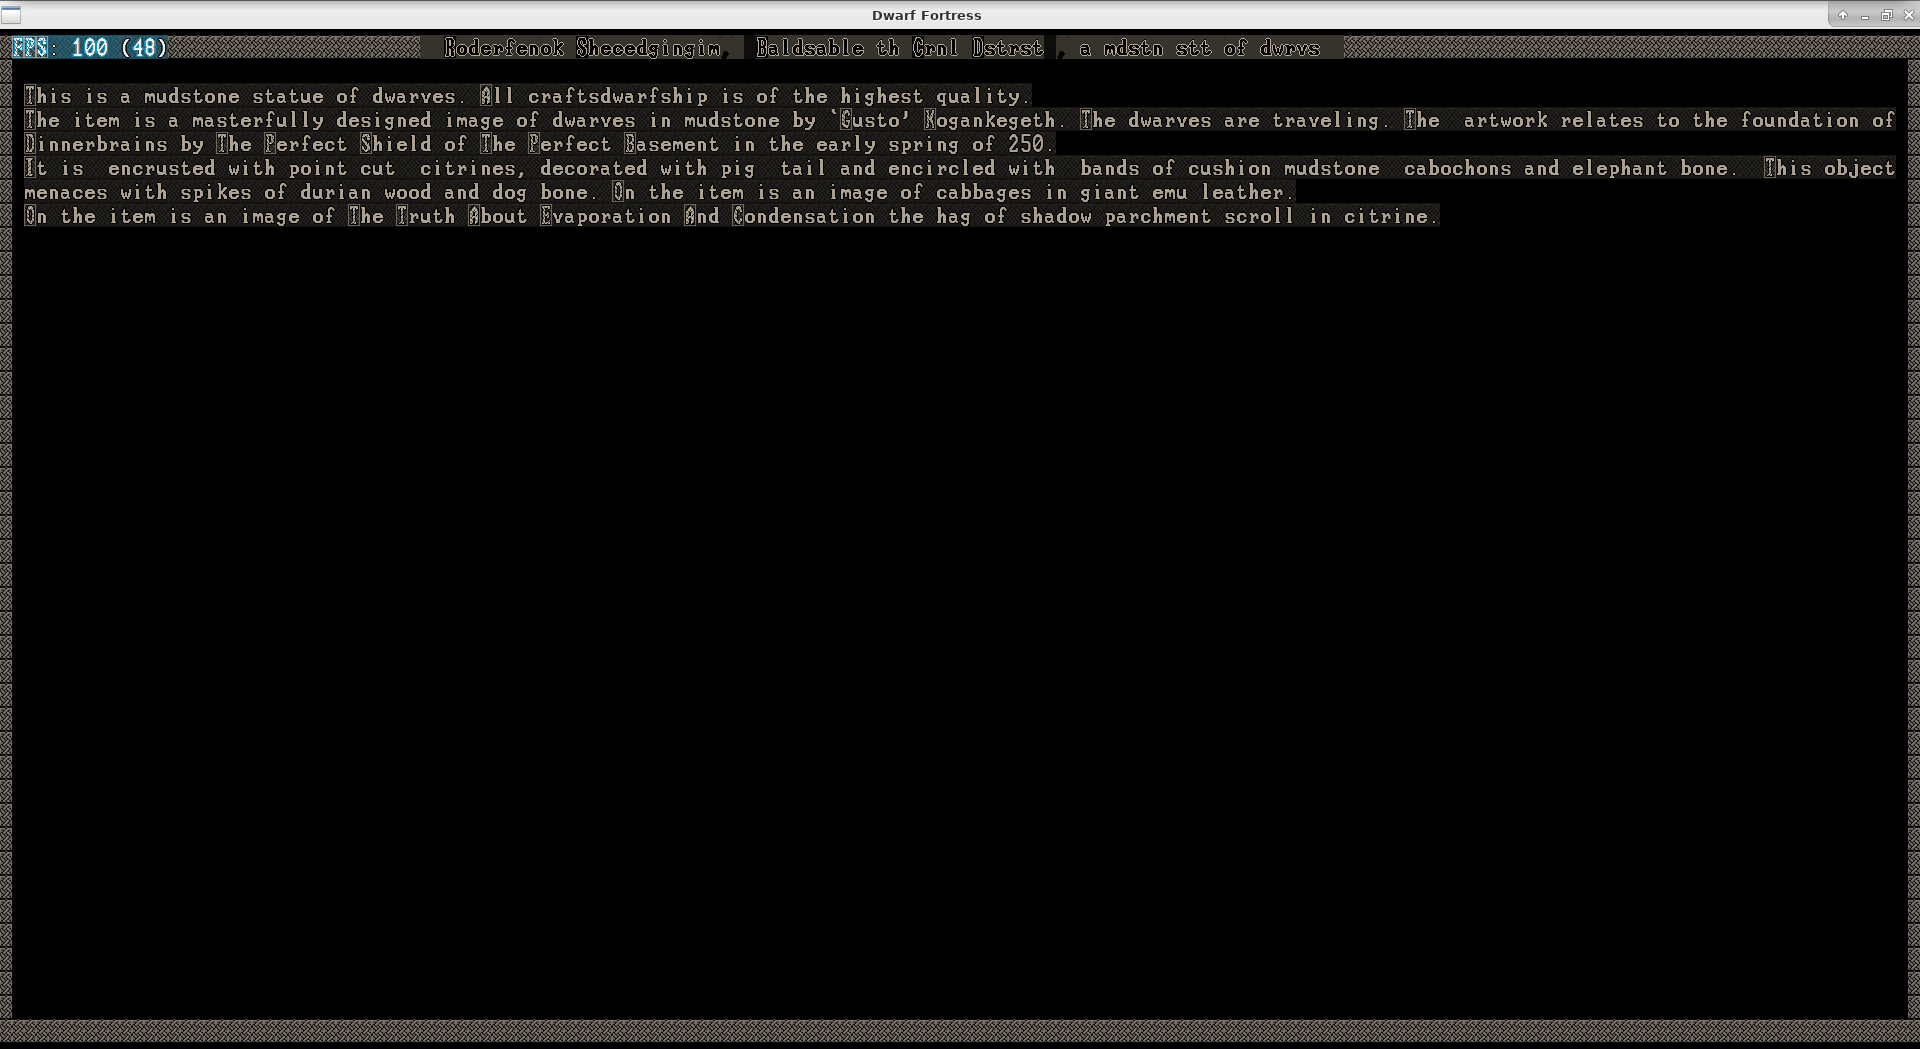 Dwarf Fortress
FPS: 100 (48) Roderfenok Shecedgingim, Baldsable th Crnl Dstrst , a mdstn stt of dwrvs
This is a mudstone statue of dwarves. All craftsdwarfship is of the highest quality.
The item is a masterfully designed image of dwarves in mudstone by `Gusto' Kogankegeth. The dwarves are traveling. The artwork relates to the foundation of
Dinnerbrains by The Perfect Shield of The Perfect Basement in the early spring of 250.
It is encrusted with point cut citrines, decorated with pig tail and encircled with bands of cushion mudstone cabochons and elephant bone. This object
menaces with spikes of durian wood and dog bone. On the item is an image of cabbages in giant emu leather.
On the item is an image of The Truth About Evaporation And Condensation the hag of shadow parchment scroll in citrine.